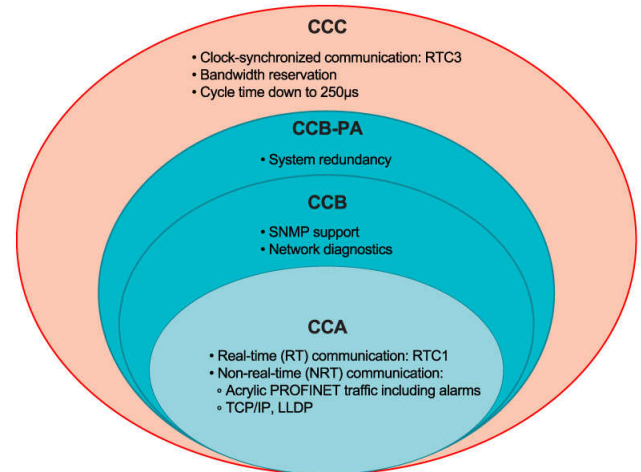 CCC
• Clock-synchronized communication: RTC3
• Bandwidth reservation
• Cycle time down to 250µs
CCB-PA
• System redundancy
CCB
• SNMP support
• Network diagnostics
CCA
• Real-time (RT) communication: RTC1
• Non-real-time (NRT) communication:
∘ Acrylic PROFINET traffic including alarms
∘ TCP/IP, LLDP